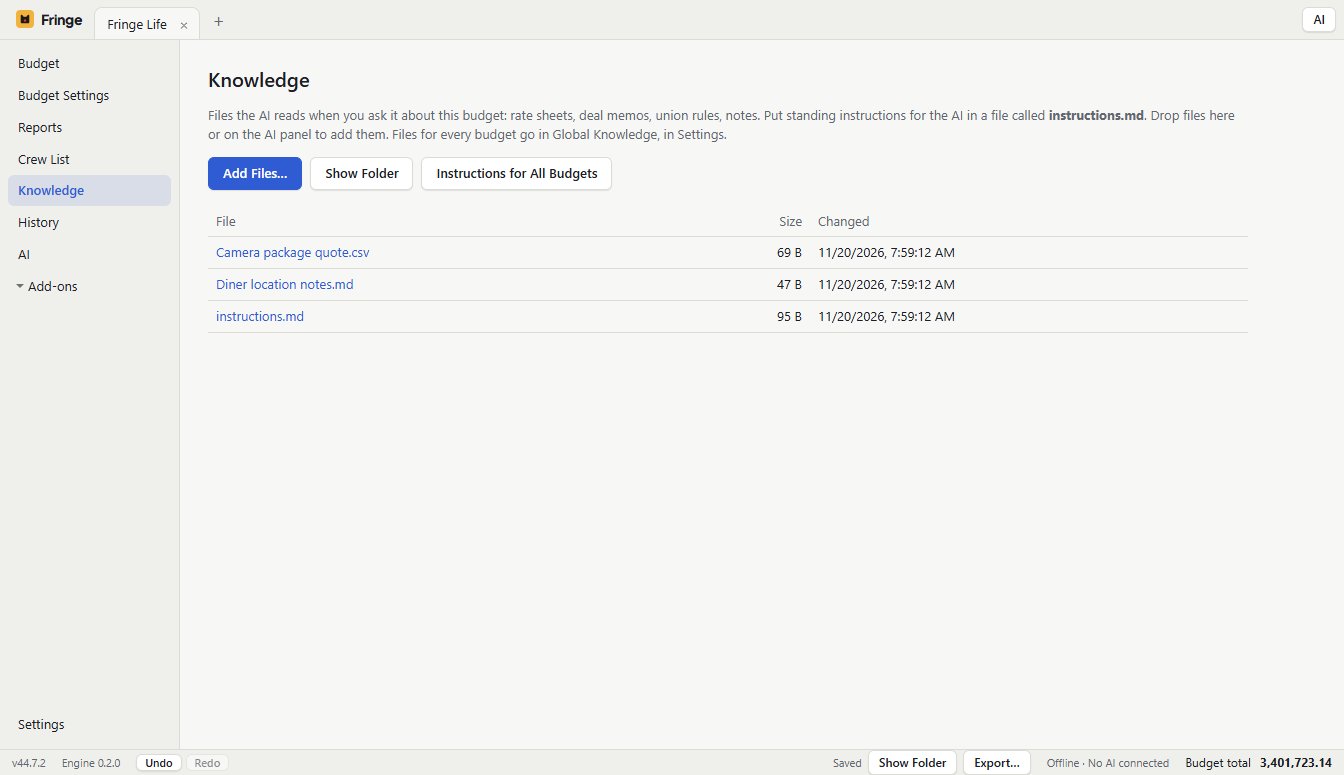 Fringe
Fringe Life ×
+
AI
Budget
Budget Settings
Reports
Crew List
Knowledge
History
AI
Add-ons
Settings
Knowledge
Files the AI reads when you ask it about this budget: rate sheets, deal memos, union rules, notes. Put standing instructions for the AI in a file called instructions.md. Drop files here
or on the AI panel to add them. Files for every budget go in Global Knowledge, in Settings.
Add Files... Show Folder Instructions for All Budgets
File Size Changed
Camera package quote.csv 69 B 11/20/2026, 7:59:12 AM
Diner location notes.md 47 B 11/20/2026, 7:59:12 AM
instructions.md 95 B 11/20/2026, 7:59:12 AM
v44.7.2 Engine 0.2.0 Undo Redo Saved Show Folder Export... Offline · No AI connected Budget total 3,401,723.14